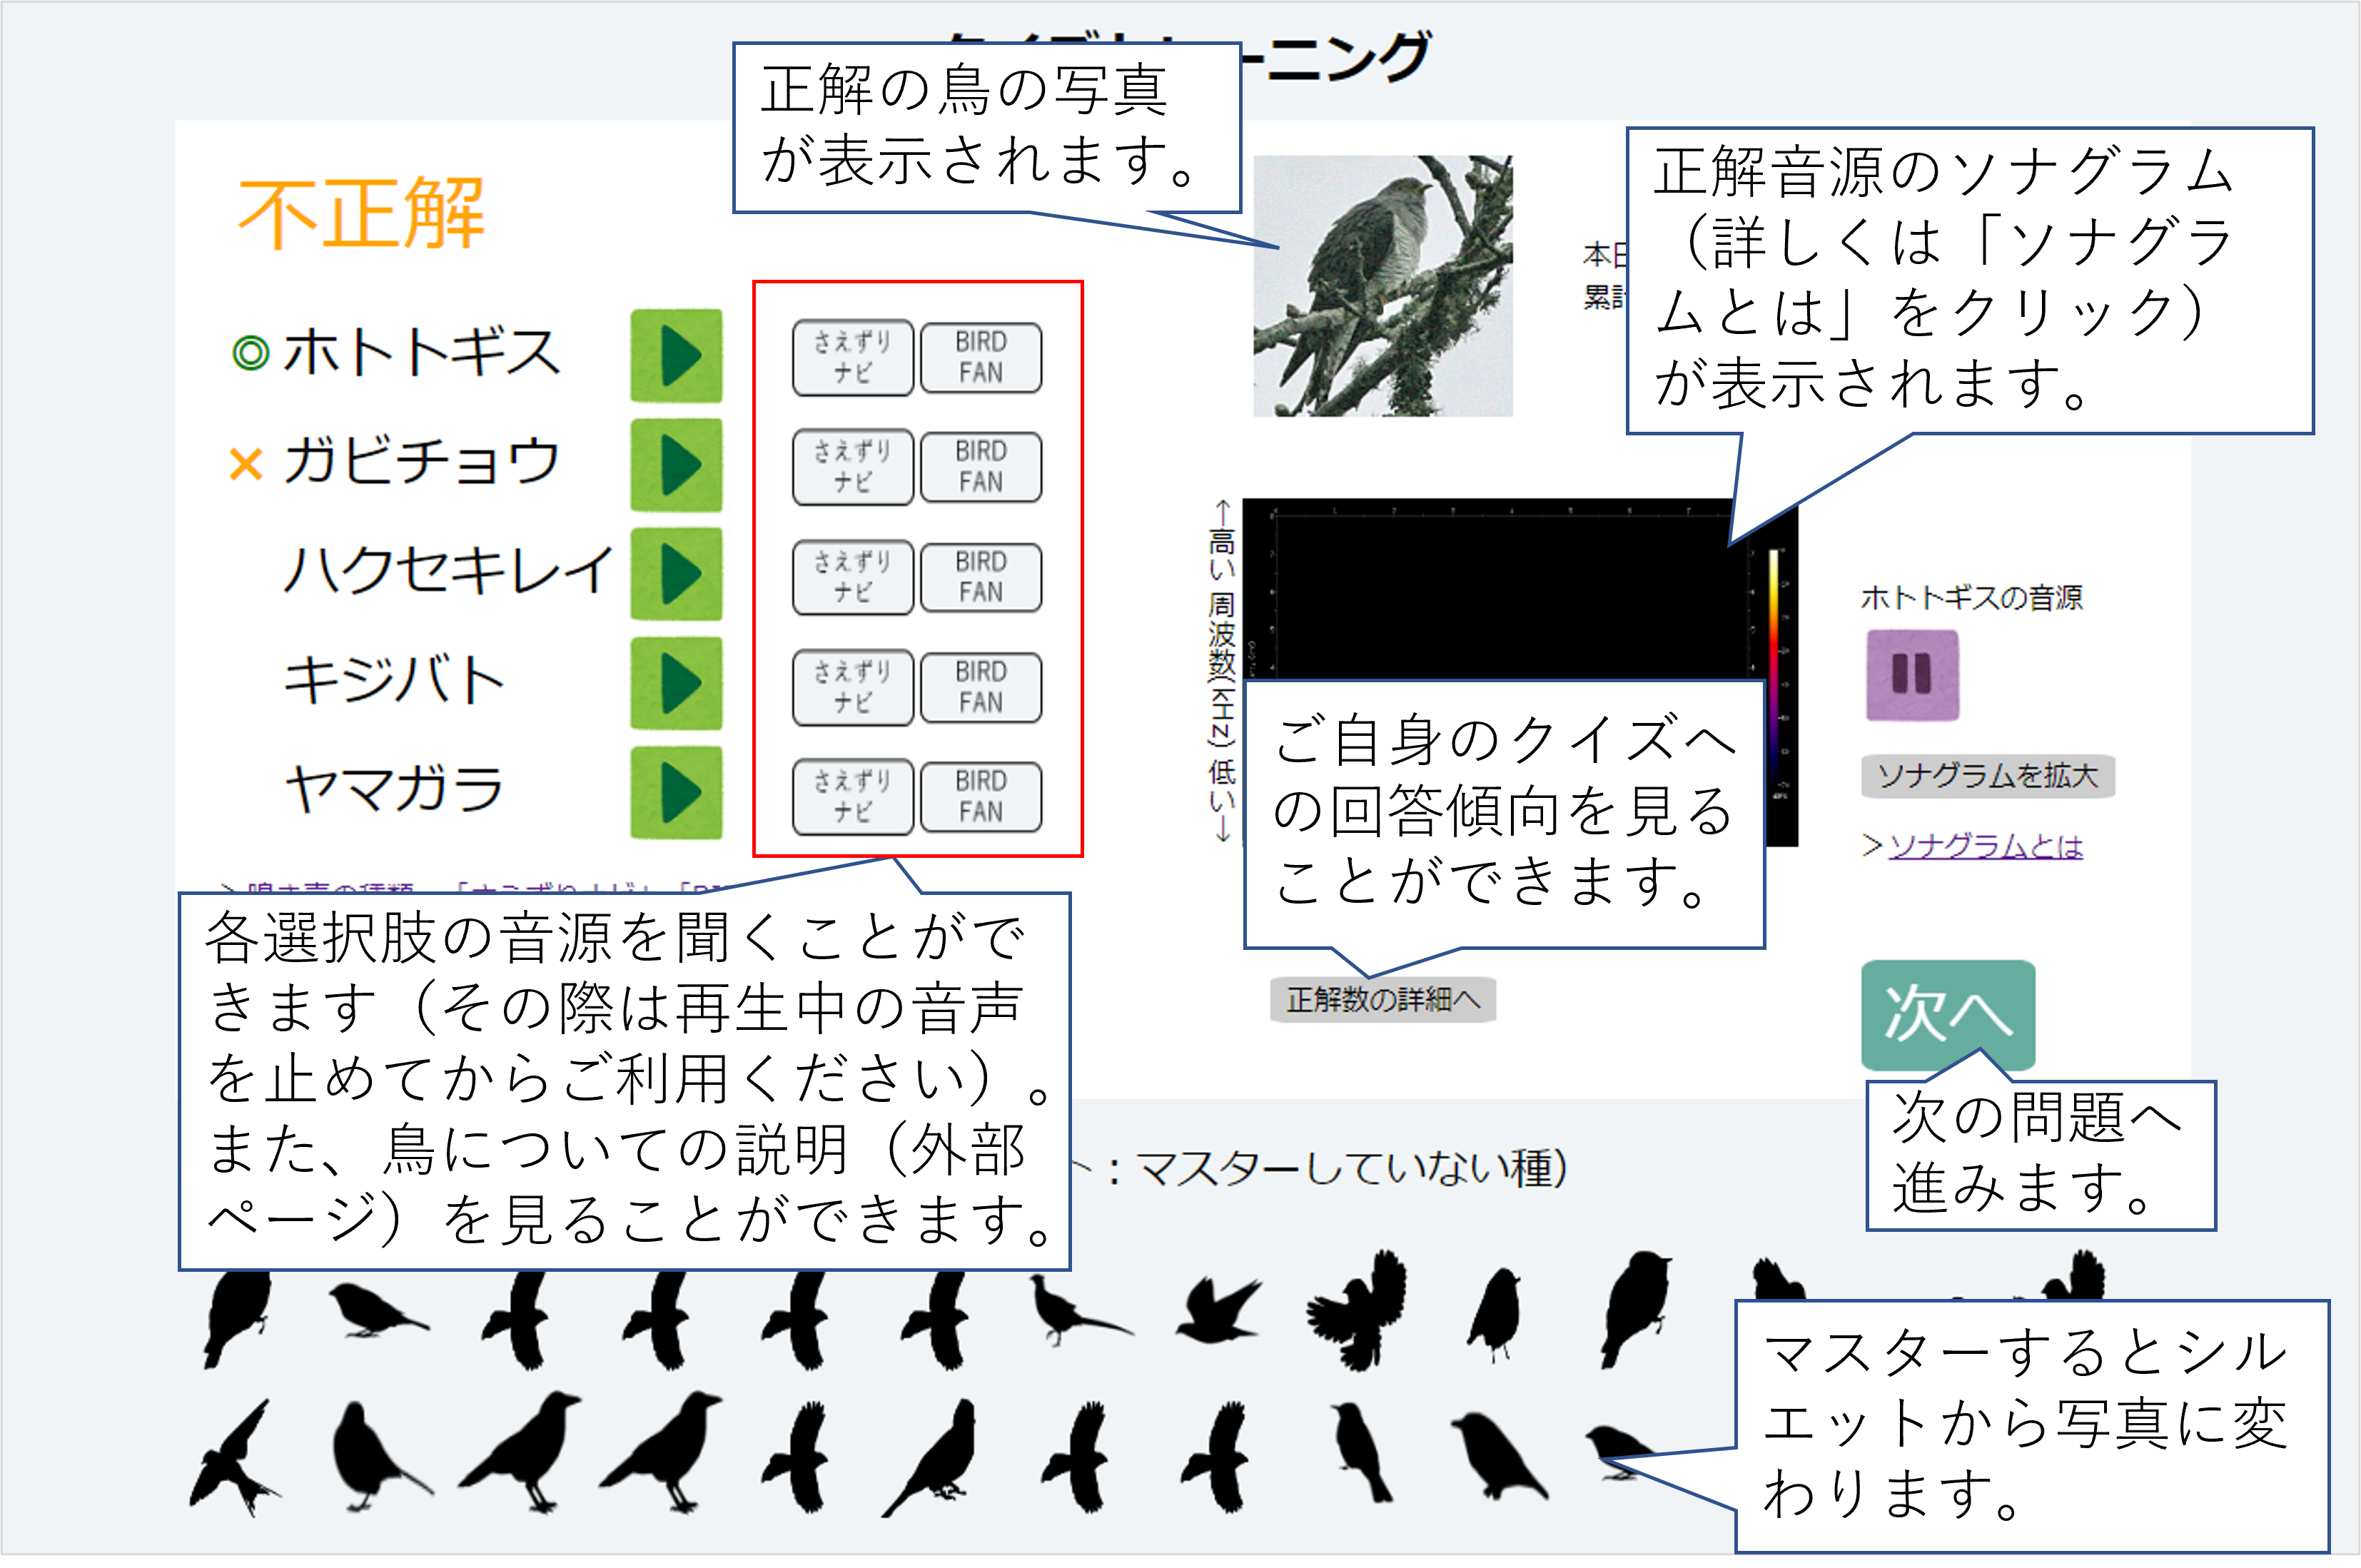 ーニング
正解の鳥の写真
が表示されます。
正解音源のソナグラム
（詳しくは「ソナグラ
ムとは」をクリック）
が表示されます。
不正解
本日
累計
◎ ホトトギス
さえずり
ナビ
BIRD
FAN
× ガビチョウ
さえずり
ナビ
BIRD
FAN
ハクセキレイ
さえずり
ナビ
BIRD
FAN
キジバト
さえずり
ナビ
BIRD
FAN
ヤマガラ
さえずり
ナビ
BIRD
FAN
←高い 周波数(kHz) 低い→
ホトトギスの音源
ソナグラムを拡大
＞ソナグラムとは
ご自身のクイズへ
の回答傾向を見る
ことができます。
正解数の詳細へ
次へ
次の問題へ
進みます。
各選択肢の音源を聞くことがで
きます（その際は再生中の音声
を止めてからご利用ください）。
また、鳥についての説明（外部
ページ）を見ることができます。
：マスターしていない種）
マスターするとシル
エットから写真に変
わります。